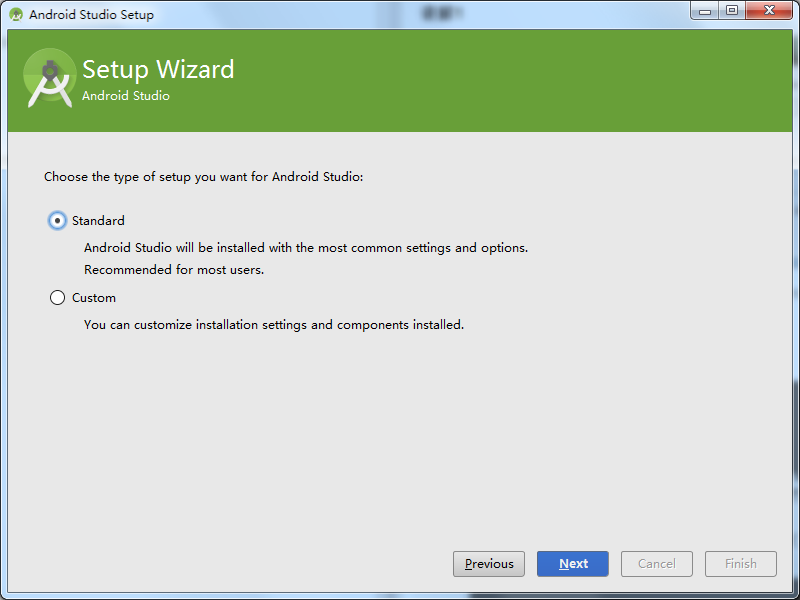 Android Studio Setup
Setup Wizard
Android Studio
Choose the type of setup you want for Android Studio:
Standard
Android Studio will be installed with the most common settings and options.
Recommended for most users.
Custom
You can customize installation settings and components installed.
Previous
Next
Cancel
Finish